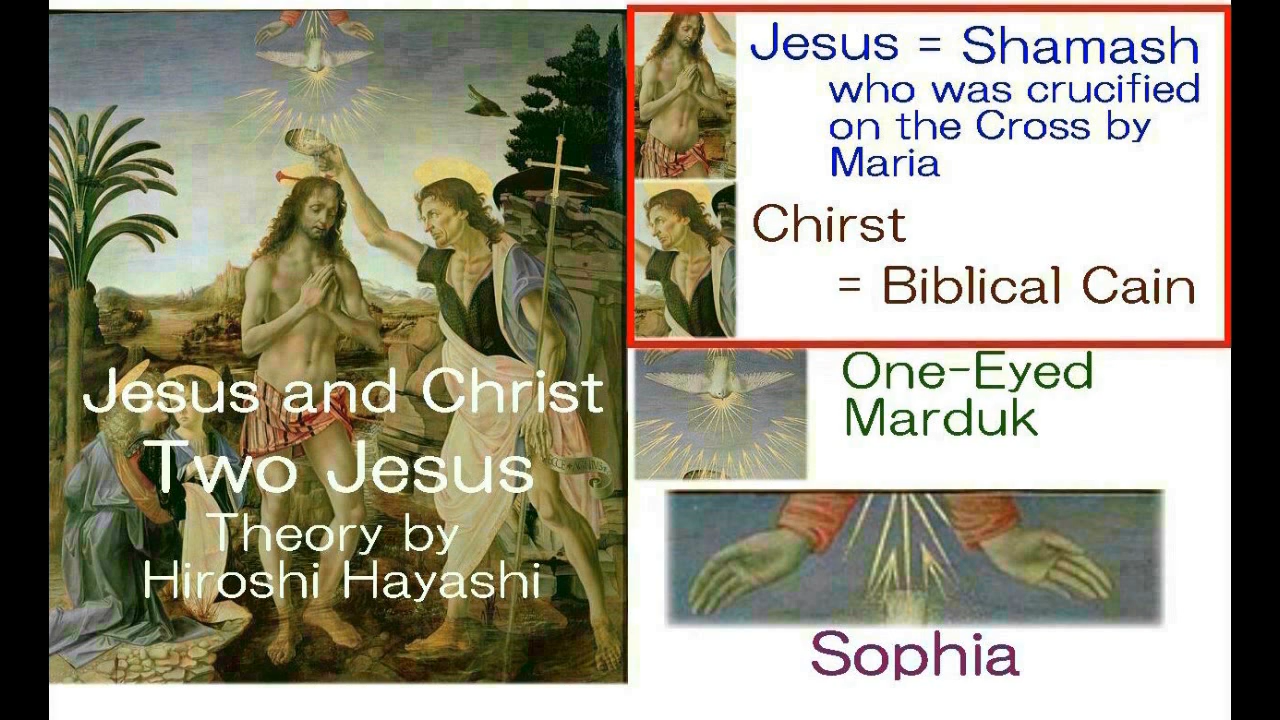 Jesus and Christ
Two Jesus
Theory by
Hiroshi Hayashi
Jesus = Shamash
who was crucified
on the Cross by
Maria
Chirst
= Biblical Cain
One-Eyed
Marduk
Sophia